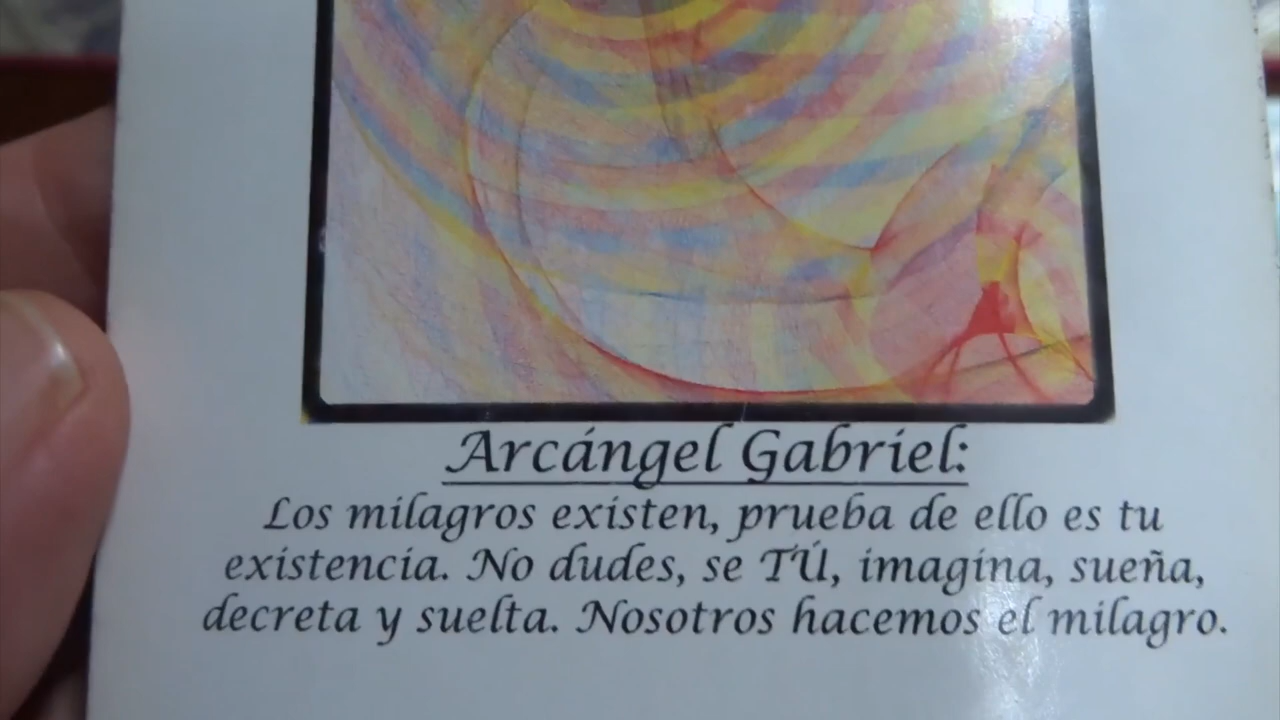 Arcángel Gabriel:
Los milagros existen, prueba de ello es tu
existencia. No dudes, se TÚ, imagina, sueña,
decreta y suelta. Nosotros hacemos el milagro.